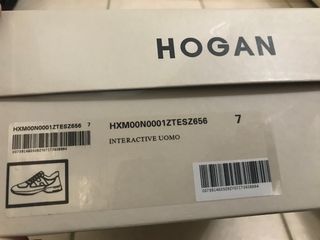 HOGAN
HXM00N0001ZTESZ656 7
HXM00N0001ZTESZ656 7
INTERACTIVE UOMO